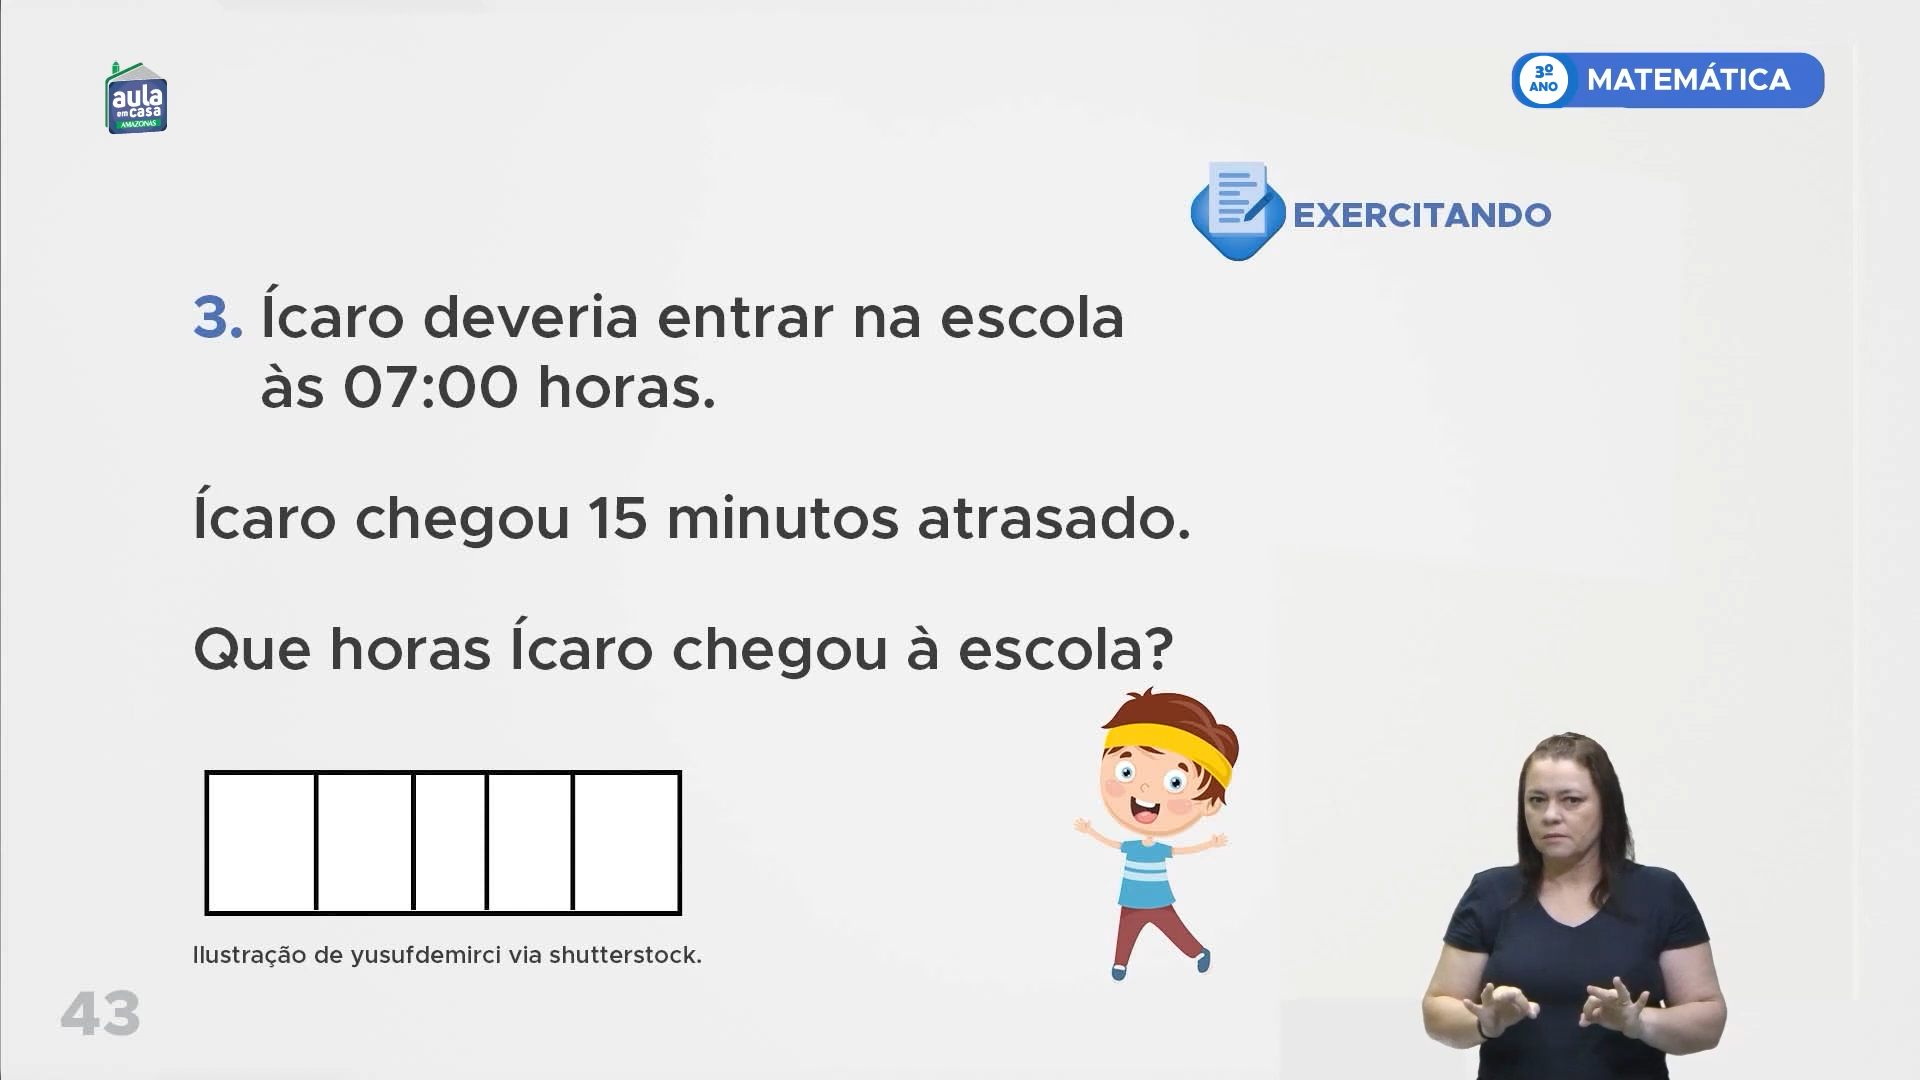 aula
em casa
AMAZONAS
3º
ANO
MATEMÁTICA
EXERCITANDO
3. Ícaro deveria entrar na escola
às 07:00 horas.
Ícaro chegou 15 minutos atrasado.
Que horas Ícaro chegou à escola?
Ilustração de yusufdemirci via shutterstock.
43